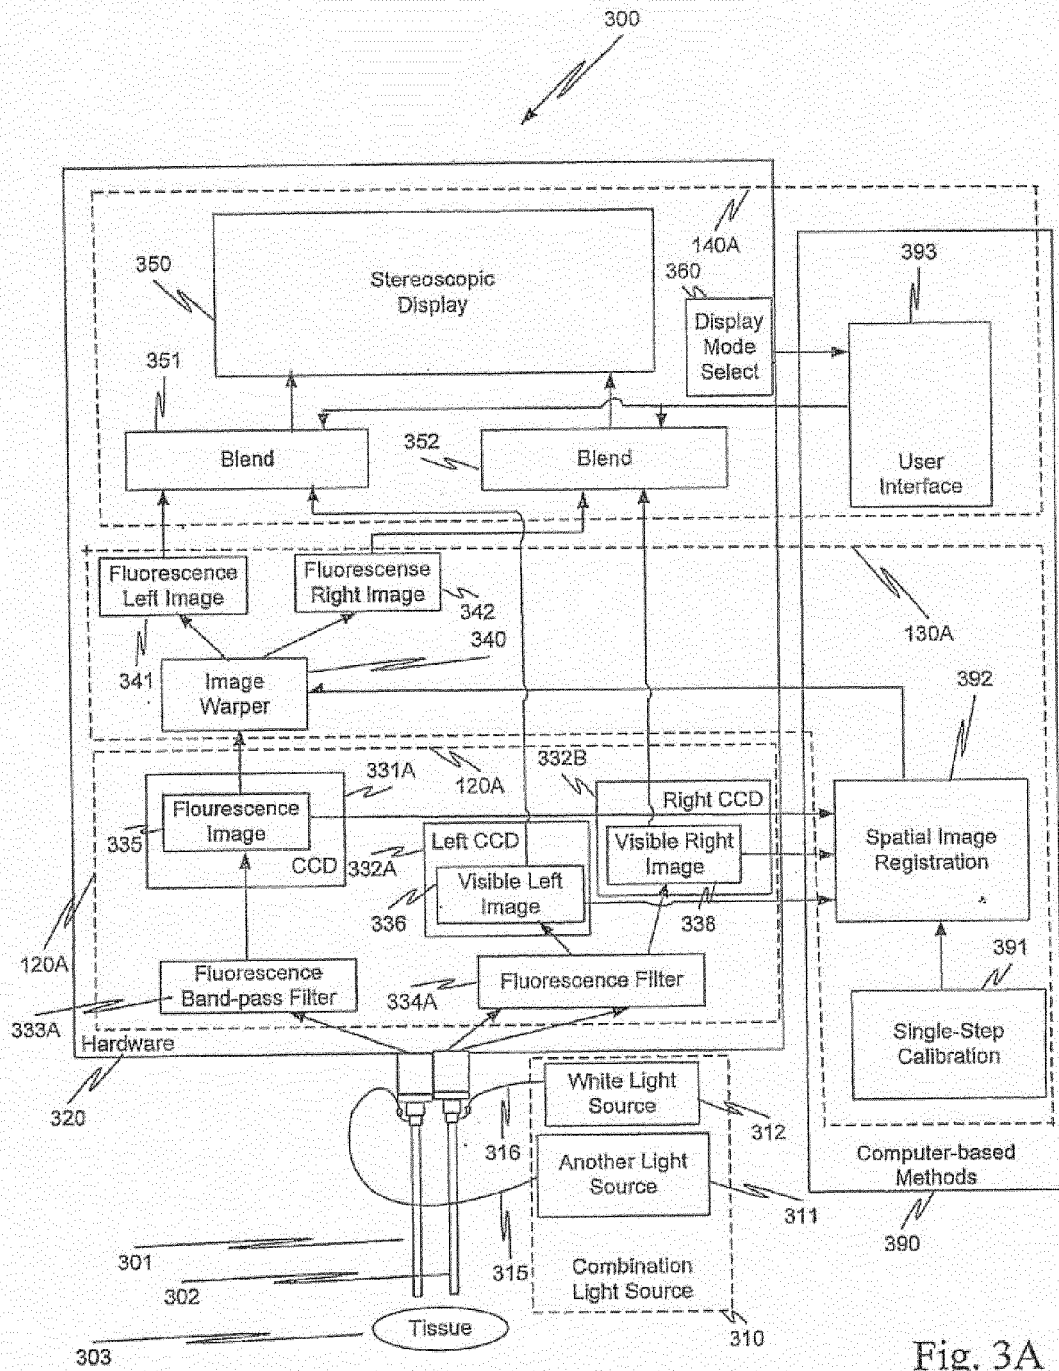 300
140A
350
Stereoscopic
Display
360
393
Display
Mode
Select
351
Blend
352
Blend
User
Interface
Fluorescence
Left Image
Fluorescense
Right Image
342
340
130A
341
Image
Warper
392
331A
120A
332B
Right CCD
Flourescence
Image
335
CCD
332A
Left CCD
Visible Right
Image
Spatial Image
Registration
Visible Left
Image
336
338
120A
Fluorescence
Band-pass Filter
334A
Fluorescence Filter
391
333A
Single-Step
Calibration
Hardware
320
White Light
Source
312
316
Another Light
Source
311
Computer-based
Methods
390
301
302
315
Combination
Light Source
310
Tissue
303
Fig. 3A